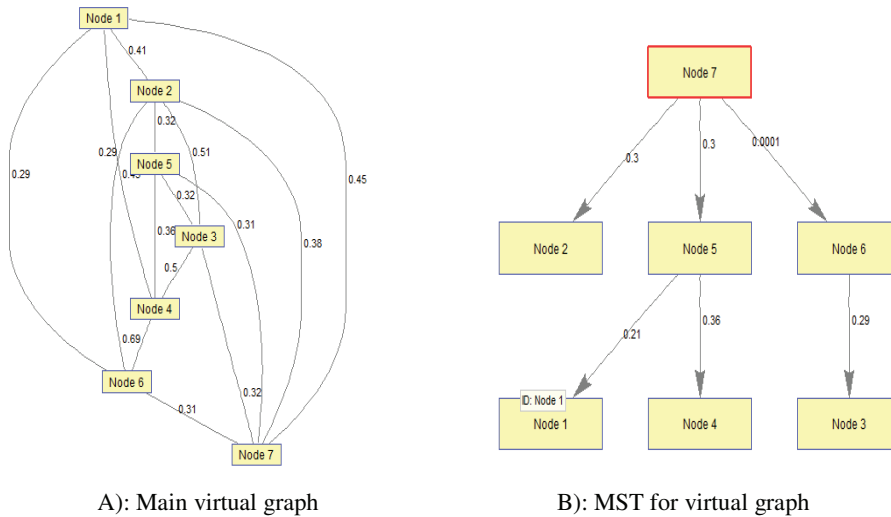 Node 1
0.41
Node 2
0.32
0.51
0.29
Node 5
0.29
0.45
0.32
0.31
0.36
Node 3
0.38
0.5
Node 4
0.69
Node 6
0.32
0.31
Node 7
A): Main virtual graph
Node 7
0.3
0.3
0.0001
Node 2
Node 5
Node 6
0.21
0.36
0.29
ID: Node 1
Node 1
Node 4
Node 3
B): MST for virtual graph